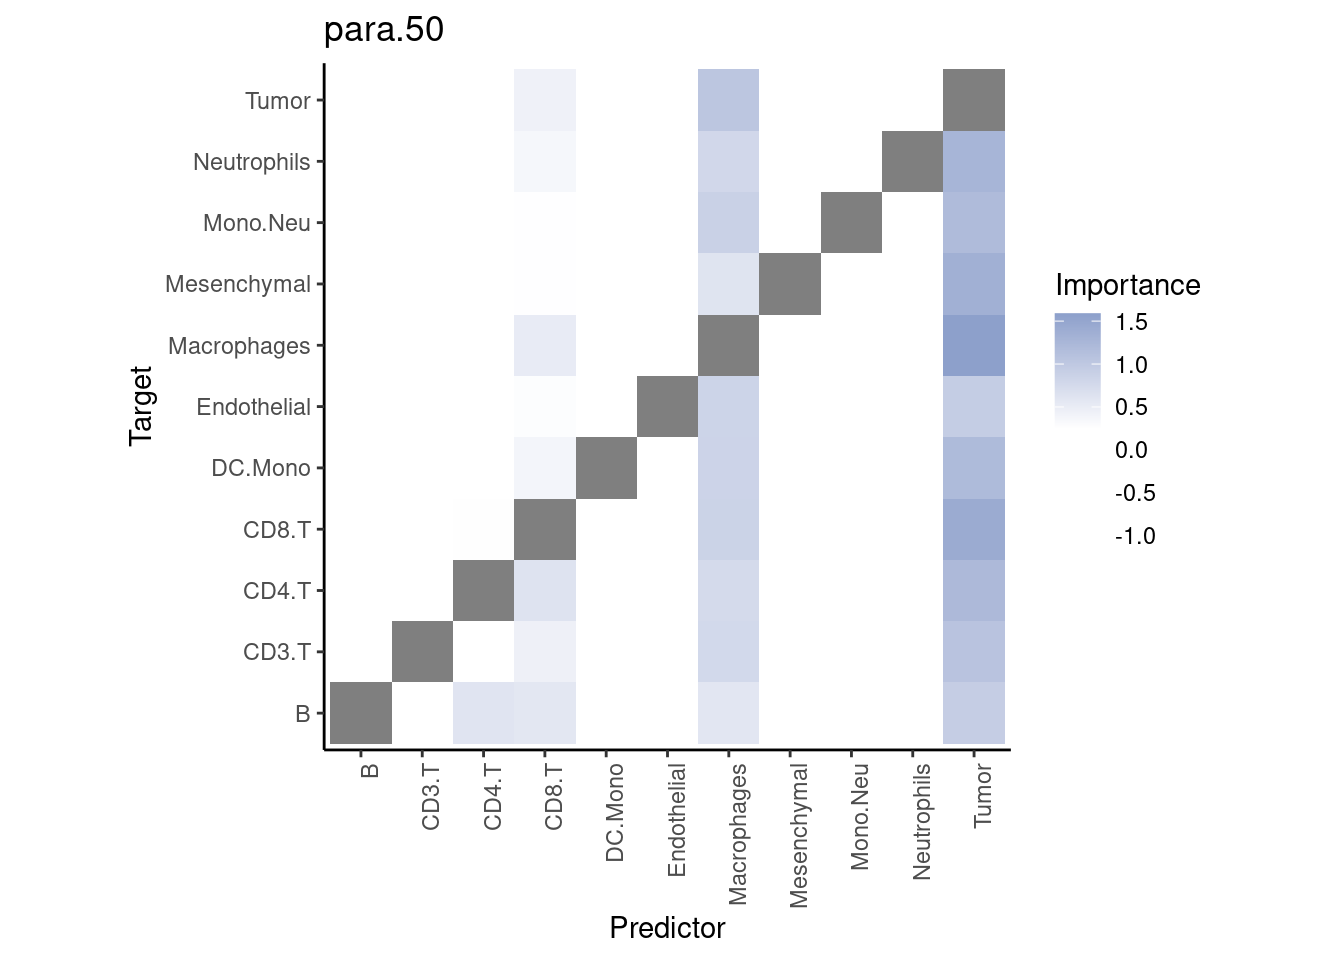 para.50
Target
Tumor
Neutrophils
Mono.Neu
Mesenchymal
Macrophages
Endothelial
DC.Mono
CD8.T
CD4.T
CD3.T
B
B
CD3.T
CD4.T
CD8.T
DC.Mono
Endothelial
Macrophages
Mesenchymal
Mono.Neu
Neutrophils
Tumor
Predictor
Importance
1.5
1.0
0.5
0.0
-0.5
-1.0